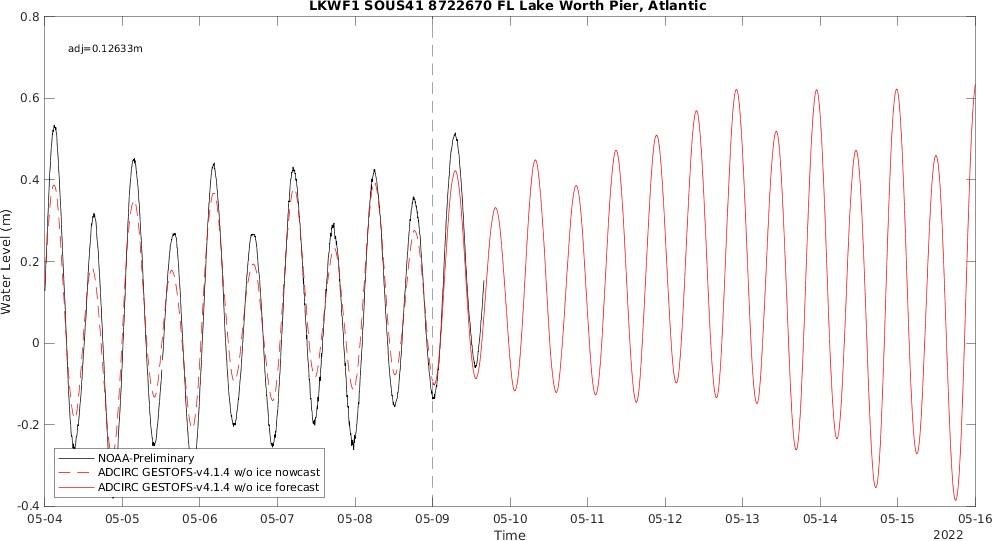 LKWF1 SOUS41 8722670 FL Lake Worth Pier, Atlantic
adj=0.12633m
0.8
0.6
0.4
0.2
0
-0.2
-0.4
Water Level (m)
NOAA-Preliminary
ADCIRC GESTOFS-v4.1.4 w/o ice nowcast
ADCIRC GESTOFS-v4.1.4 w/o ice forecast
05-04 05-05 05-06 05-07 05-08 05-09 05-10 05-11 05-12 05-13 05-14 05-15 05-16
Time
2022